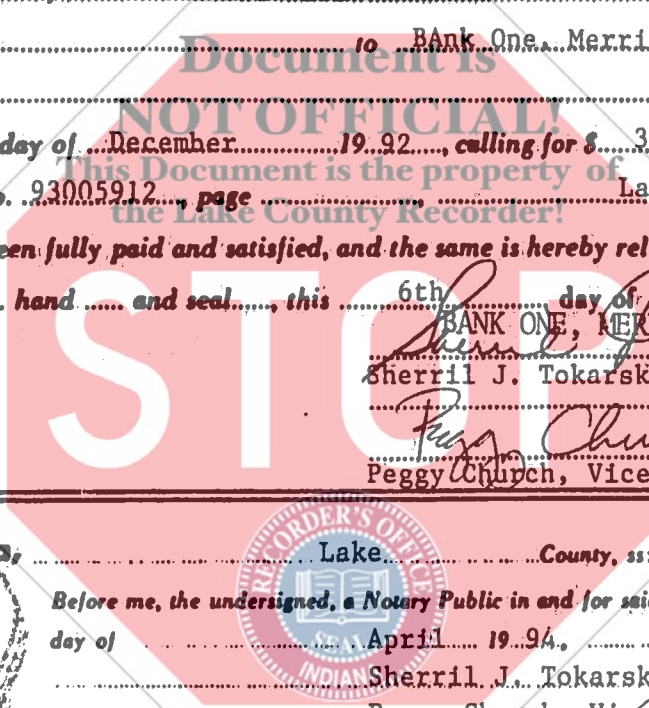 to BAnk One, Merri
Document is
NOT OFFICIAL!
day of December 19 92, calling for $ 3
This Document is the property of
93005912, page La
the Lake County Recorder!
een fully paid and satisfied, and the same is hereby rel
hand and seal, this 6th day of
BANK ONE, MER
STOP
Sherril J. Tokarsk
Peggy Chu
Peggy Church, Vice
RECORDER'S OFFICE
Lake County, ss
Before me, the undersigned, a Notary Public in and for said
day of April 19 94,
SEAL
INDIANA
Sherril J. Tokarsk